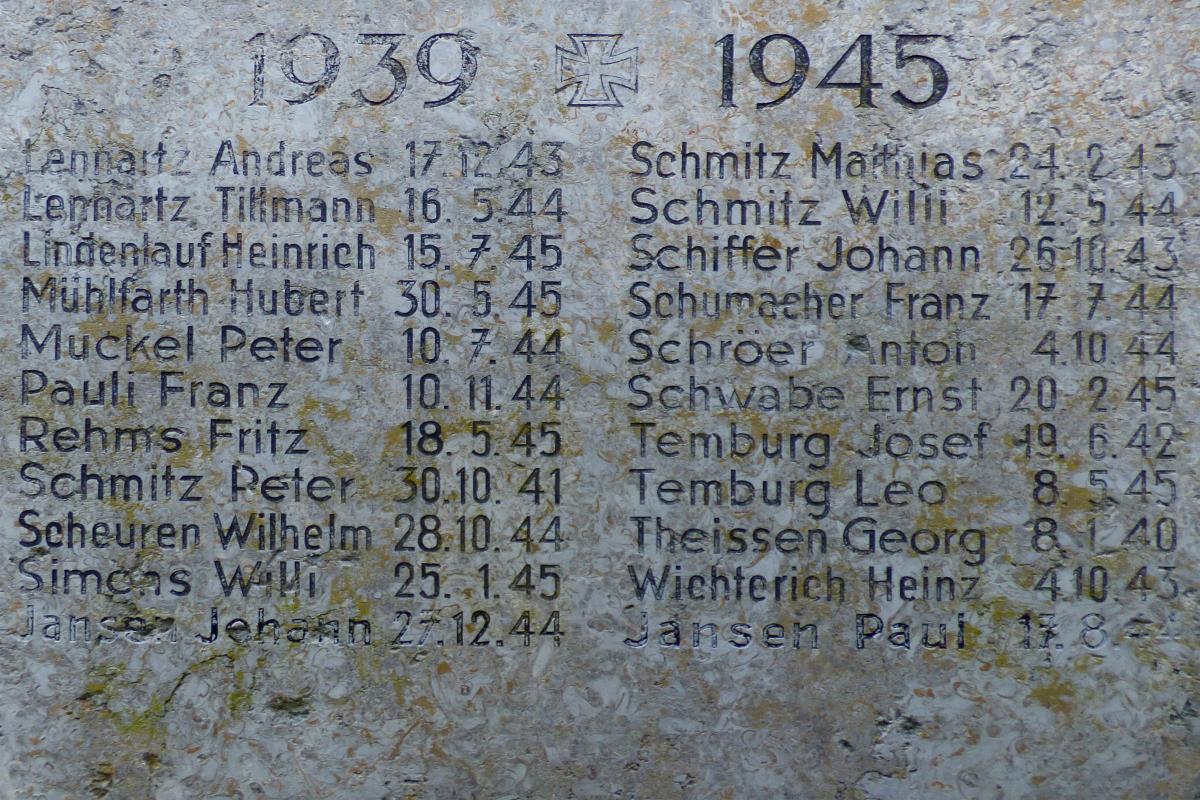 1939 1945
Lennartz Andreas 17.12.43
Lennartz Tillmann 16. 5.44
Lindenlauf Heinrich 15. 7. 45
Mühlfarth Hubert 30. 5.45
Muckel Peter 10. 7. 44
Pauli Franz 10. 11. 44
Rehms Fritz 18. 5. 45
Schmitz Peter 30.10. 41
Scheuren Wilhelm 28.10. 44
Simons Willi 25. 1. 45
Jansen Johann 27.12. 44
Schmitz Mathias 24. 2. 43
Schmitz Willi 12. 5. 44
Schiffer Johann 26.10. 43
Schumacher Franz 17. 7. 44
Schröer Anton 4.10. 44
Schwabe Ernst 20. 2. 45
Temburg Josef 19. 6. 42
Temburg Leo 8. 5.45
Theissen Georg 8. 1. 40
Wichterich Heinz 4.10. 43
Jansen Paul 17. 8.